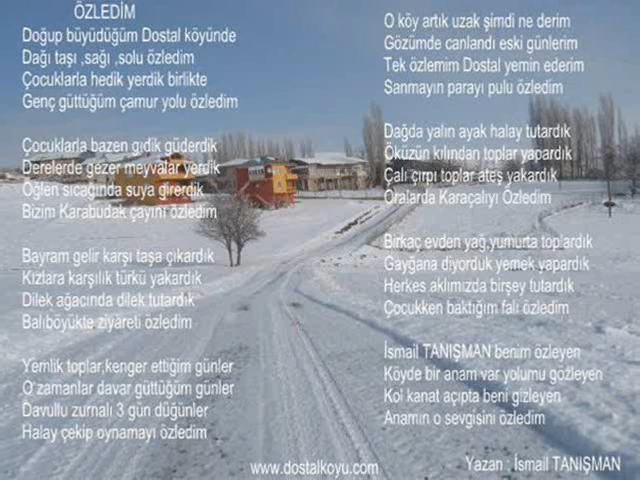 ÖZLEDİM
Doğup büyüdüğüm Dostal köyünde
Dağı taşı ,sağı ,solu özledim
Çocuklarla hedik yerdik birlikte
Genç güttüğüm çamur yolu özledim
Çocuklarla bazen gıdik güderdik
Derelerde gezer meyvalar yerdik
Öğlen sıcağında suya girerdik
Bizim Karabudak çayını özledim
Bayram gelir karşı taşa çıkardık
Kızlara karşılık türkü yakardık
Dilek ağacında dilek tutardık
Balıböyükte ziyareti özledim
Yemlik toplar,kenger ettiğim günler
O zamanlar davar güttüğüm günler
Davullu zurnalı 3 gün düğünler
Halay çekip oynamayı özledim
O köy artık uzak şimdi ne derim
Gözümde canlandı eski günlerim
Tek özlemim Dostal yemin ederim
Sanmayın parayı pulu özledim
Dağda yalın ayak halay tutardık
Öküzün kılından toplar yapardık
Çalı çırpı toplar ateş yakardık
Oralarda Karaçalıyı Özledim
Birkaç evden yağ,yumurta toplardık
Gayğana diyorduk yemek yapardık
Herkes aklımızda birşey tutardık
Çocukken baktığım falı özledim
İsmail TANIŞMAN benim özleyen
Köyde bir anam var yolumu gözleyen
Kol kanat açıpta beni gizleyen
Anamın o sevgisini özledim
www.dostalkoyu.com
Yazan : İsmail TANIŞMAN